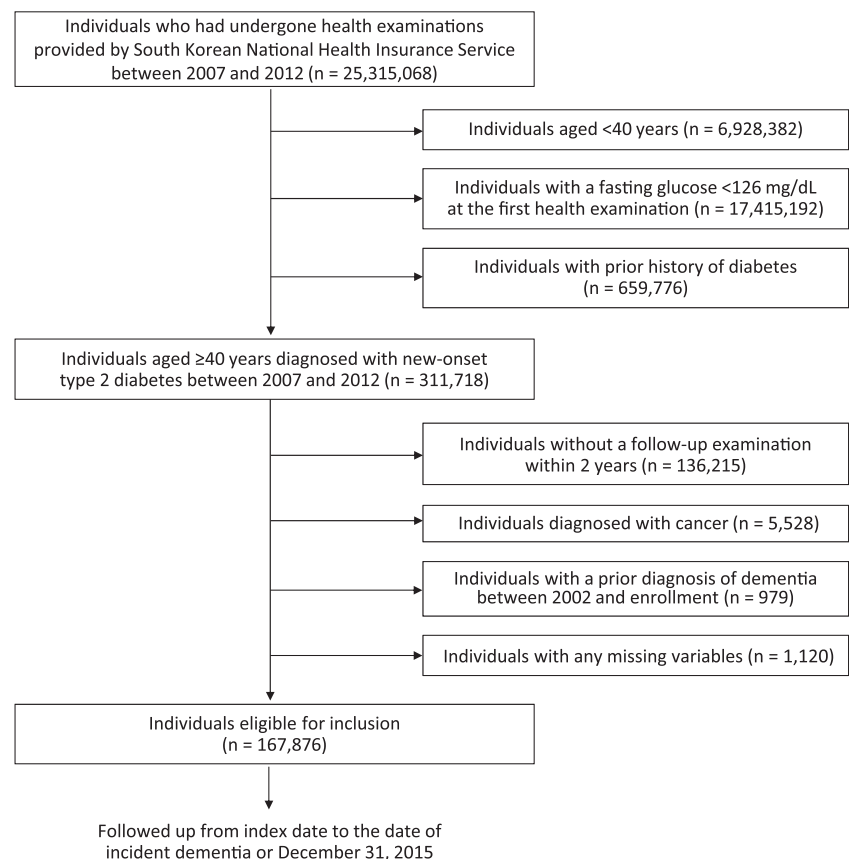 Individuals who had undergone health examinations
provided by South Korean National Health Insurance Service
between 2007 and 2012 (n = 25,315,068)
Individuals aged <40 years (n = 6,928,382)
Individuals with a fasting glucose <126 mg/dL
at the first health examination (n = 17,415,192)
Individuals with prior history of diabetes
(n = 659,776)
Individuals aged ≥40 years diagnosed with new-onset
type 2 diabetes between 2007 and 2012 (n = 311,718)
Individuals without a follow-up examination
within 2 years (n = 136,215)
Individuals diagnosed with cancer (n = 5,528)
Individuals with a prior diagnosis of dementia
between 2002 and enrollment (n = 979)
Individuals with any missing variables (n = 1,120)
Individuals eligible for inclusion
(n = 167,876)
Followed up from index date to the date of
incident dementia or December 31, 2015